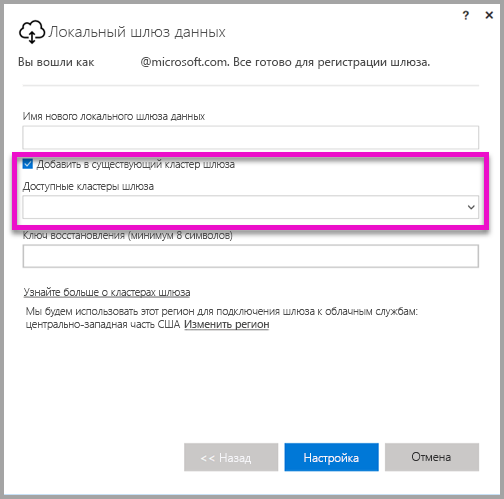 ? ×
Локальный шлюз данных
Вы вошли как @microsoft.com. Все готово для регистрации шлюза.
Имя нового локального шлюза данных
Добавить в существующий кластер шлюза
Доступные кластеры шлюза
Ключ восстановления (минимум 8 символов)
Узнайте больше о кластерах шлюза
Мы будем использовать этот регион для подключения шлюза к облачным службам:
центрально-западная часть США Изменить регион
<< Назад Настройка Отмена